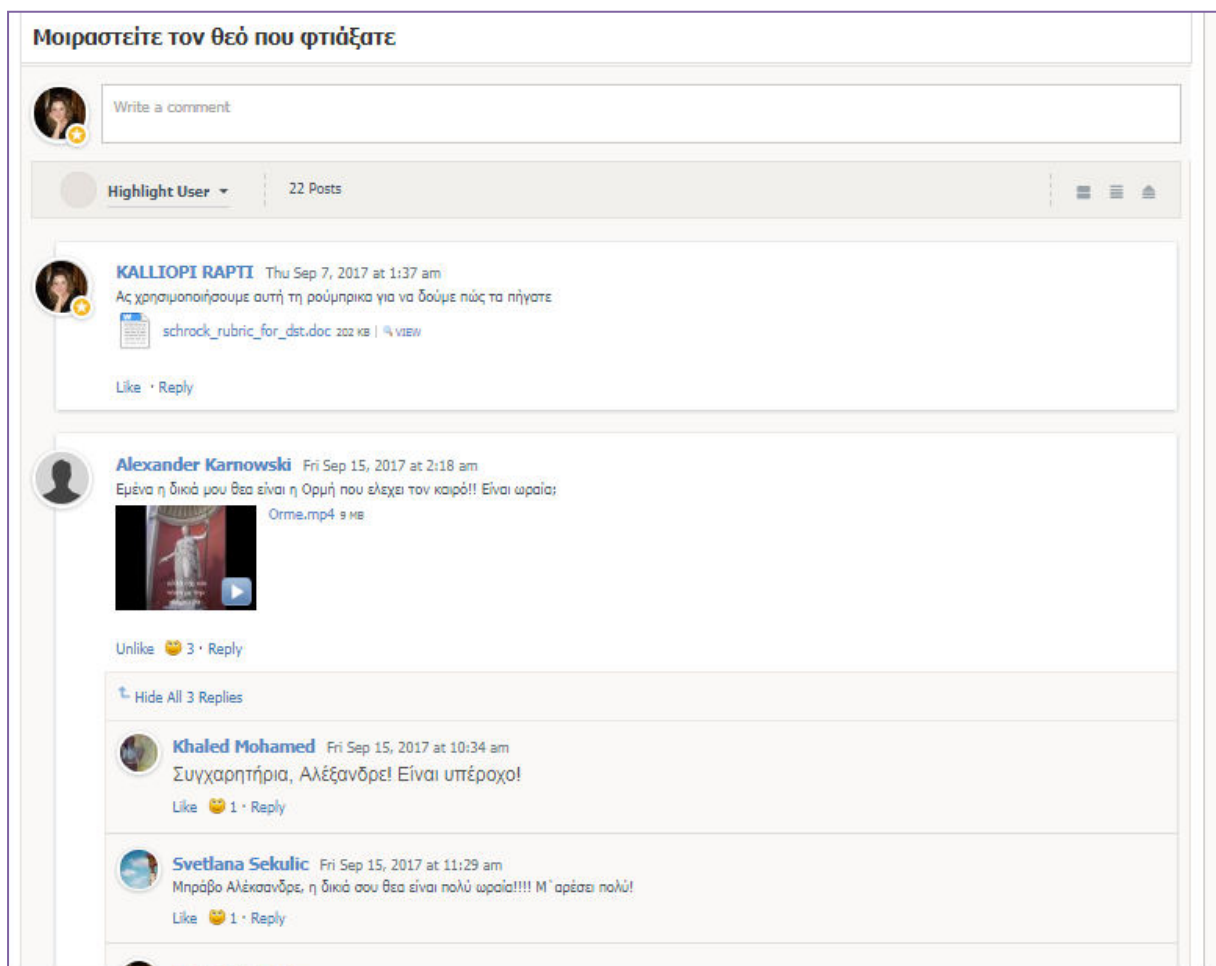 Μοιραστείτε τον θεό που φτιάξατε
Write a comment
Highlight User
22 Posts
KALLIOPI RAPTI Thu Sep 7, 2017 at 1:37 am
Ας χρησιμοποιήσουμε αυτή τη ρούμπρικα για να δούμε πώς τα πήγατε
schrock_rubric_for_dst.doc 202 KB | VIEW
Like · Reply
Alexander Karnowski Fri Sep 15, 2017 at 2:18 am
Εμένα η δικιά μου θεα είναι η Ορμή που ελεχει τον καιρό!! Είναι ωραία;
Orme.mp4 9 MB
Unlike 3 · Reply
Hide All 3 Replies
Khaled Mohamed Fri Sep 15, 2017 at 10:34 am
Συγχαρητήρια, Αλέξανδρε! Είναι υπέροχο!
Like 1 · Reply
Svetlana Sekulic Fri Sep 15, 2017 at 11:29 am
Μπράβο Αλέκσανδρε, η δικιά σου θεα είναι πολύ ωραία!!!! Μ`αρέσει πολύ!
Like 1 · Reply